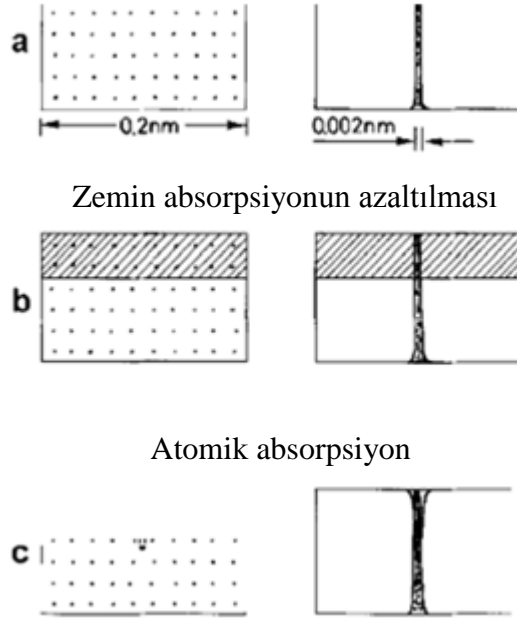 a
0.2nm
0.002nm
Zemin absorpsiyonun azaltılması
b
Atomik absorpsiyon
c